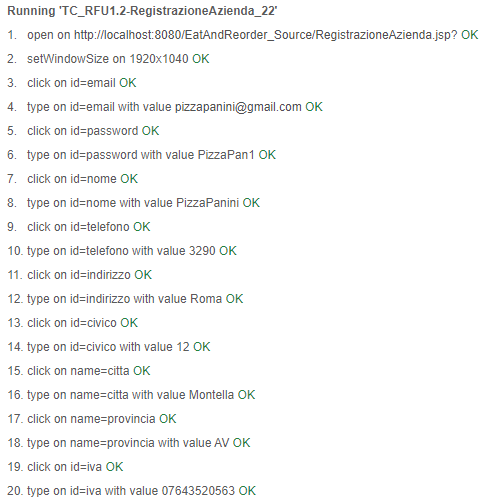 Running 'TC_RFU1.2-RegistrazioneAzienda_22'
1. open on http://localhost:8080/EatAndReorder_Source/RegistrazioneAzienda.jsp? OK
2. setWindowSize on 1920x1040 OK
3. click on id=email OK
4. type on id=email with value pizzapanini@gmail.com OK
5. click on id=password OK
6. type on id=password with value PizzaPan1 OK
7. click on id=nome OK
8. type on id=nome with value PizzaPanini OK
9. click on id=telefono OK
10. type on id=telefono with value 3290 OK
11. click on id=indirizzo OK
12. type on id=indirizzo with value Roma OK
13. click on id=civico OK
14. type on id=civico with value 12 OK
15. click on name=citta OK
16. type on name=citta with value Montella OK
17. click on name=provincia OK
18. type on name=provincia with value AV OK
19. click on id=iva OK
20. type on id=iva with value 07643520563 OK